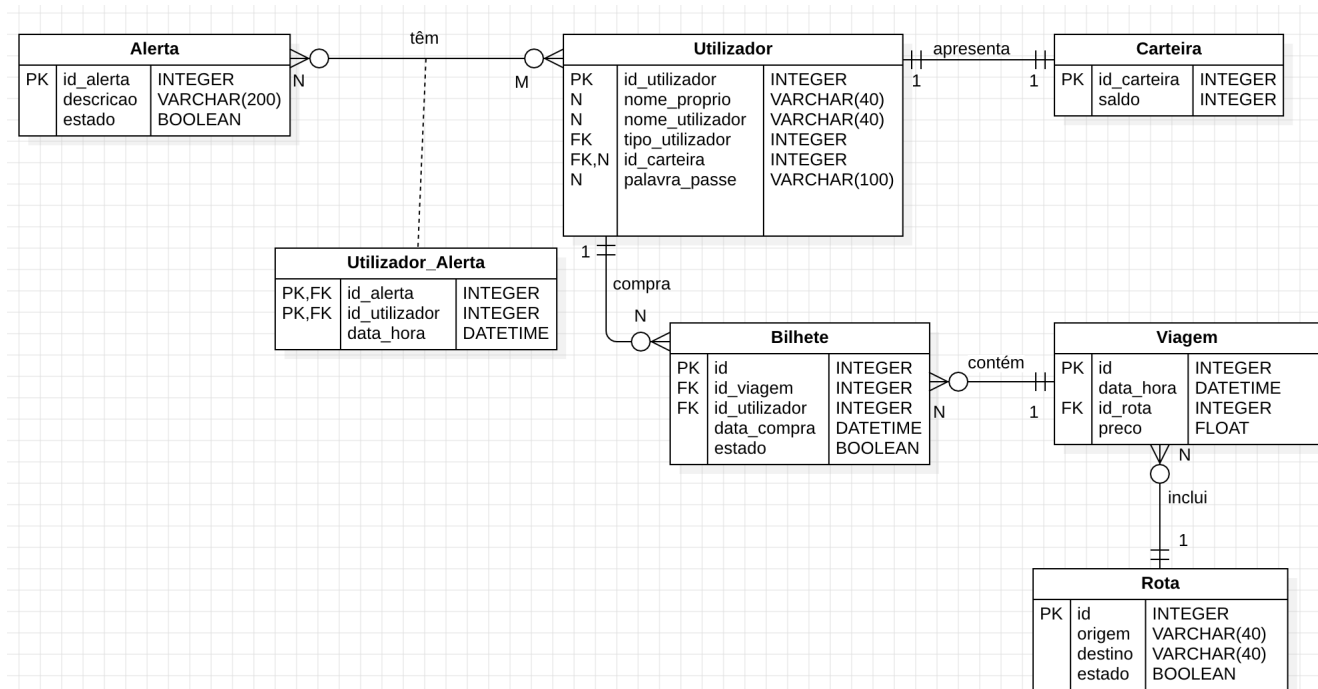 Alerta
PK id_alerta INTEGER
descricao VARCHAR(200)
estado BOOLEAN
N
têm
M
Utilizador
PK id_utilizador INTEGER
N nome_proprio VARCHAR(40)
N nome_utilizador VARCHAR(40)
FK tipo_utilizador INTEGER
FK,N id_carteira INTEGER
N palavra_passe VARCHAR(100)
1
apresenta
1
Carteira
PK id_carteira INTEGER
saldo INTEGER
Utilizador_Alerta
PK,FK id_alerta INTEGER
PK,FK id_utilizador INTEGER
data_hora DATETIME
1
compra
N
Bilhete
PK id INTEGER
FK id_viagem INTEGER
FK id_utilizador INTEGER
data_compra DATETIME
estado BOOLEAN
N
contém
1
Viagem
PK id INTEGER
data_hora DATETIME
FK id_rota INTEGER
preco FLOAT
N
inclui
1
Rota
PK id INTEGER
origem VARCHAR(40)
destino VARCHAR(40)
estado BOOLEAN